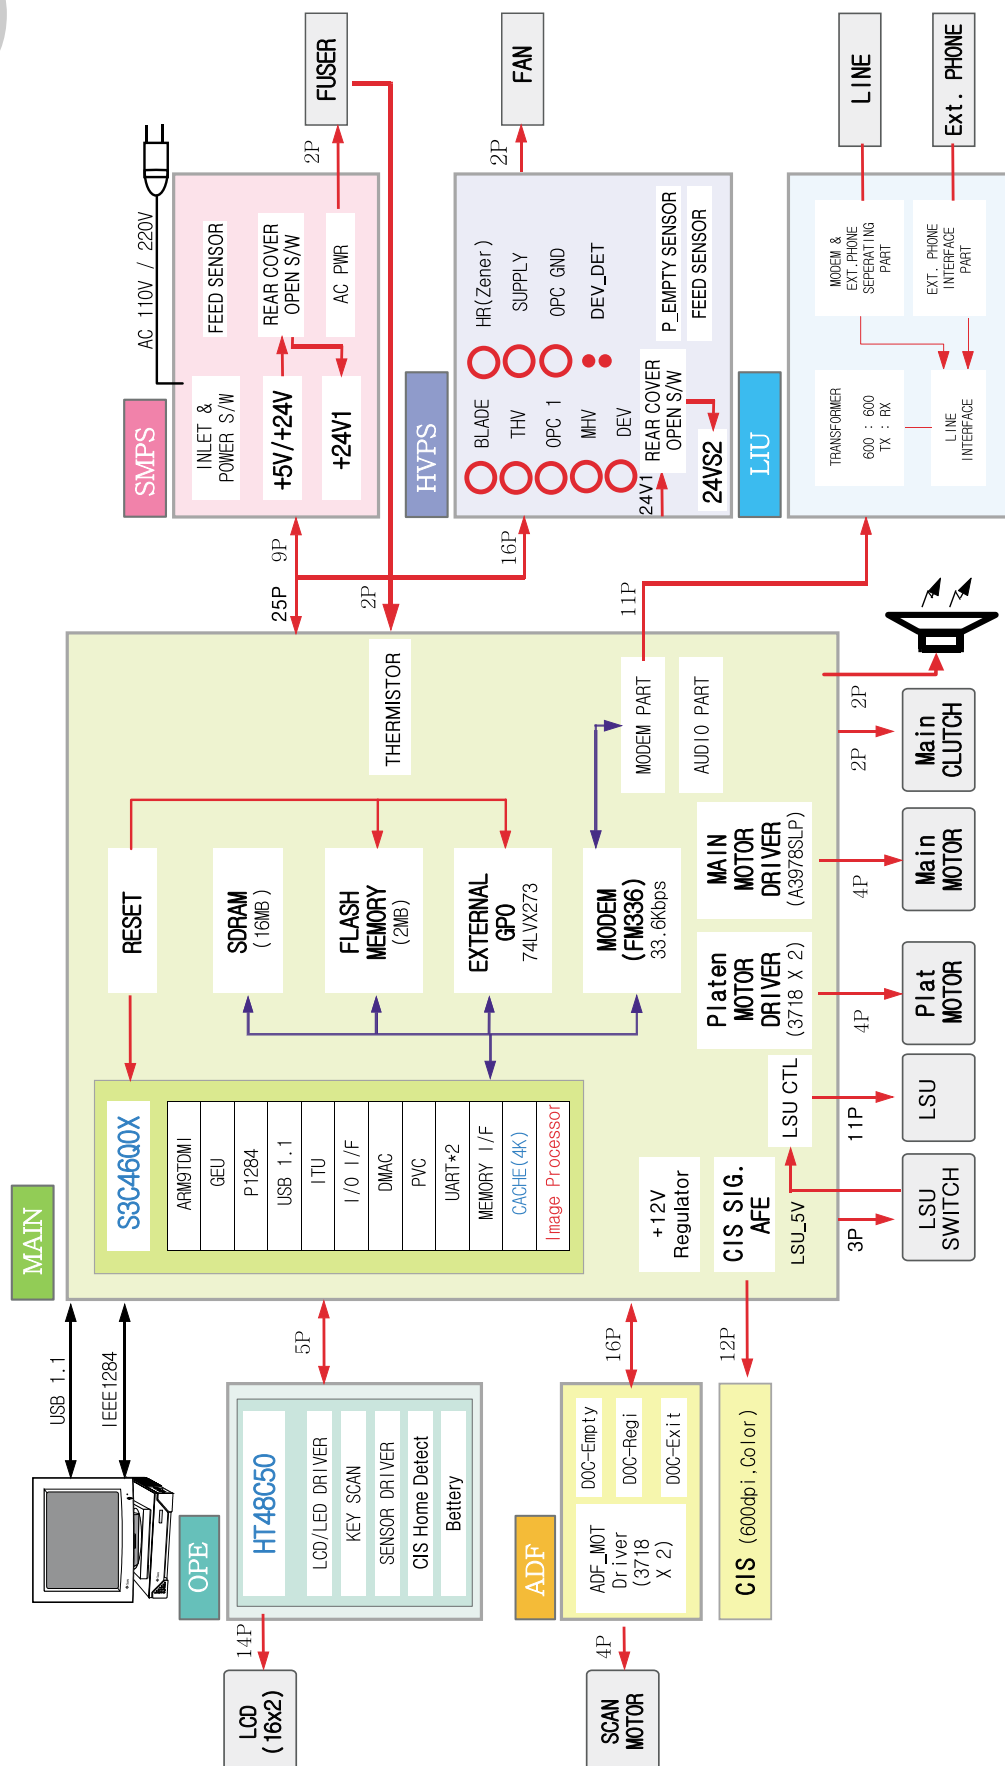 USB 1.1
IEEE1284
OPE
HT48C50
LCD/LED DRIVER
KEY SCAN
SENSOR DRIVER
CIS Home Detect
Bettery
14P
LCD
(16x2)
5P
ADF
ADF_MOT
Driver
(3718
X 2)
DOC-Empty
DOC-Regi
DOC-Exit
4P
SCAN
MOTOR
16P
CIS (600dpi,Color)
12P
MAIN
S3C46Q0X
ARM9TDMI
GEU
P1284
USB 1.1
ITU
I/O I/F
DMAC
PVC
UART*2
MEMORY I/F
CACHE(4K)
Image Processor
RESET
SDRAM
(16MB)
FLASH
MEMORY
(2MB)
EXTERNAL
GPO
74LVX273
MODEM
(FM336)
33.6Kbps
THERMISTOR
MODEM PART
AUDIO PART
+12V
Regulator
CIS SIG.
AFE
LSU_5V
LSU CTL
Platen
MOTOR
DRIVER
(3718 X 2)
MAIN
MOTOR
DRIVER
(A3978SLP)
3P
LSU
SWITCH
11P
LSU
4P
Plat
MOTOR
4P
Main
MOTOR
2P
Main
CLUTCH
2P
25P
9P
16P
2P
11P
SMPS
AC 110V / 220V
INLET &
POWER S/W
+5V/+24V
+24V1
FEED SENSOR
REAR COVER
OPEN S/W
AC PWR
2P
FUSER
HVPS
BLADE
THV
OPC 1
MHV
DEV
HR(Zener)
SUPPLY
OPC GND
DEV_DET
24V1
REAR COVER
OPEN S/W
24VS2
P_EMPTY SENSOR
FEED SENSOR
2P
FAN
LIU
TRANSFORMER
600 : 600
TX : RX
LINE
INTERFACE
MODEM &
EXT.PHONE
SEPERATING
PART
EXT. PHONE
INTERFACE
PART
LINE
Ext. PHONE